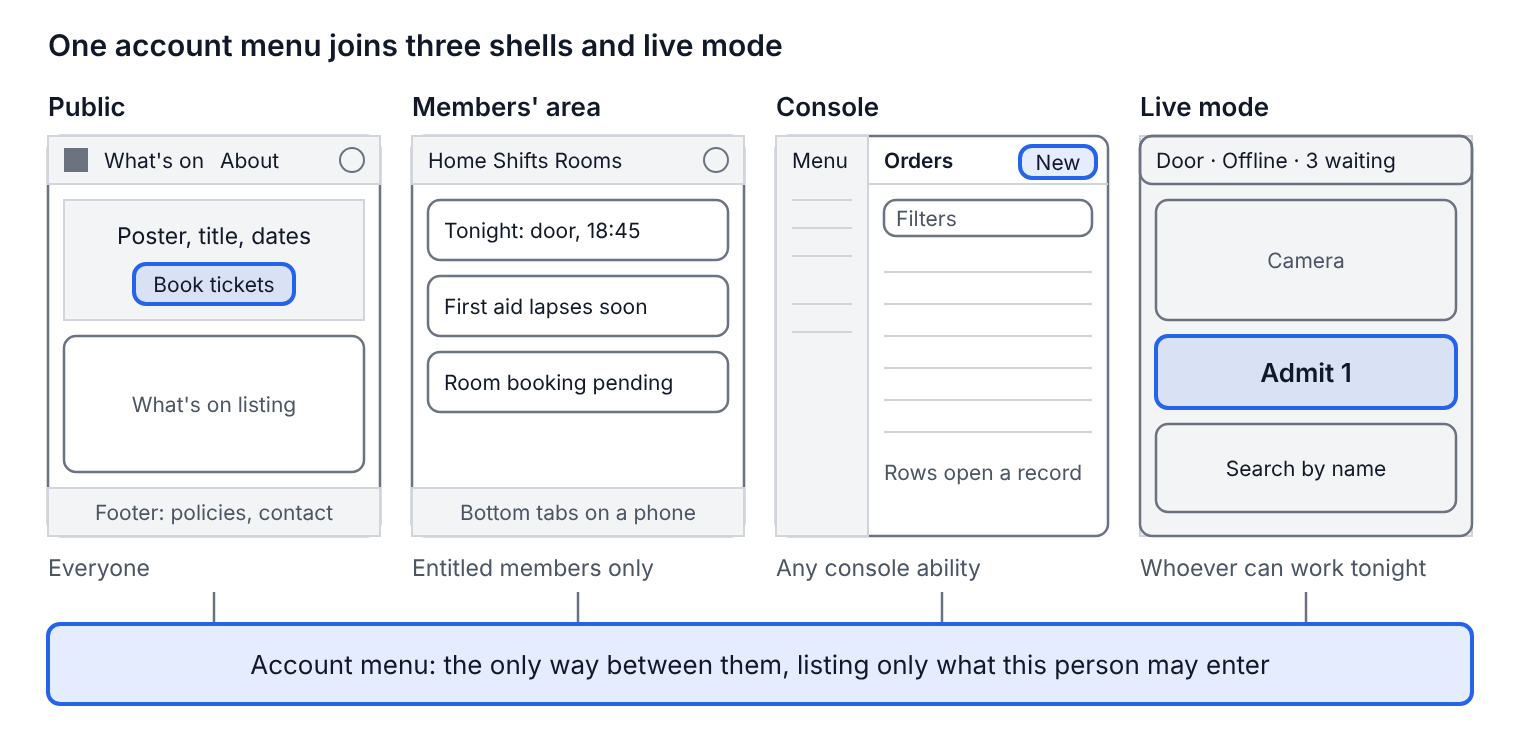 One account menu joins three shells and live mode
Public
What's on About
Poster, title, dates
Book tickets
What's on listing
Footer: policies, contact
Everyone
Members' area
Home Shifts Rooms
Tonight: door, 18:45
First aid lapses soon
Room booking pending
Bottom tabs on a phone
Entitled members only
Console
Menu
Orders
New
Filters
Rows open a record
Any console ability
Live mode
Door · Offline · 3 waiting
Camera
Admit 1
Search by name
Whoever can work tonight
Account menu: the only way between them, listing only what this person may enter